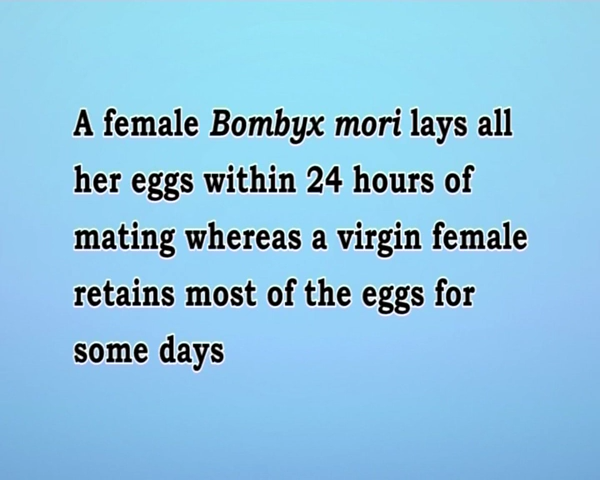 A female Bombyx mori lays all
her eggs within 24 hours of
mating whereas a virgin female
retains most of the eggs for
some days